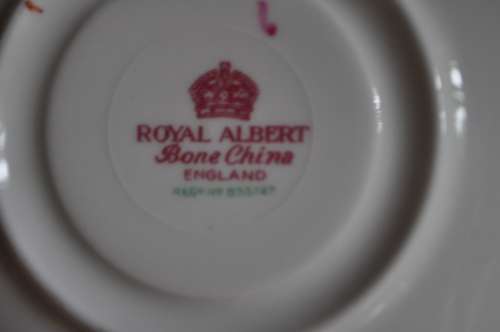 ROYAL ALBERT
Bone China
ENGLAND